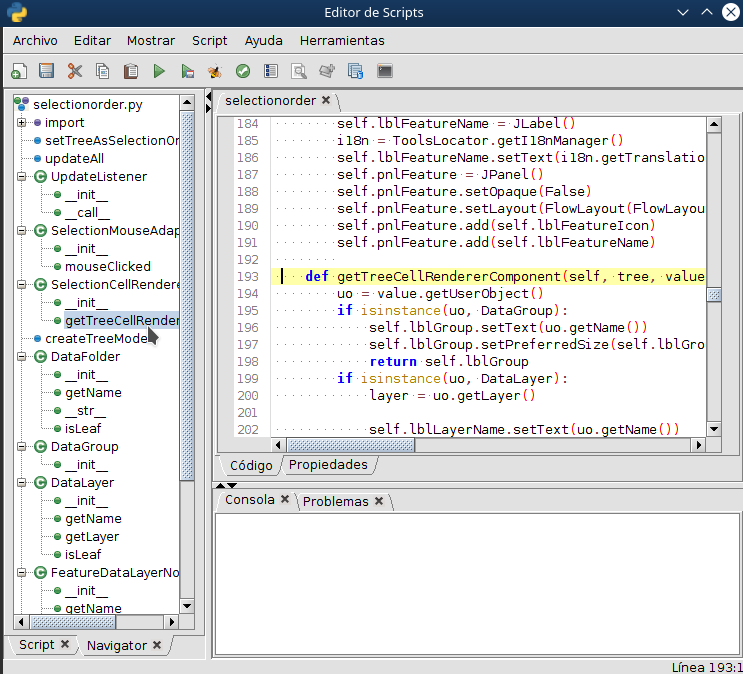 Editor de Scripts
Archivo Editar Mostrar Script Ayuda Herramientas
selectionorder.py
import
setTreeAsSelectionOr
updateAll
UpdateListener
__init__
__call__
SelectionMouseAdap
__init__
mouseClicked
SelectionCellRendere
__init__
getTreeCellRender
createTreeMode
DataFolder
__init__
getName
__str__
isLeaf
DataGroup
__init__
DataLayer
__init__
getName
getLayer
isLeaf
FeatureDataLayerNo
__init__
getName
Script Navigator
selectionorder
184 self.lblFeatureName = JLabel()
185 i18n = ToolsLocator.getI18nManager()
186 self.lblFeatureName.setText(i18n.getTranslatio
187 self.pnlFeature = JPanel()
188 self.pnlFeature.setOpaque(False)
189 self.pnlFeature.setLayout(FlowLayout(FlowLayou
190 self.pnlFeature.add(self.lblFeatureIcon)
191 self.pnlFeature.add(self.lblFeatureName)
192
193 def getTreeCellRendererComponent(self, tree, value
194 uo = value.getUserObject()
195 if isinstance(uo, DataGroup):
196 self.lblGroup.setText(uo.getName())
197 self.lblGroup.setPreferredSize(self.lblGro
198 return self.lblGroup
199 if isinstance(uo, DataLayer):
200 layer = uo.getLayer()
201
202 self.lblLayerName.setText(uo.getName())
Código Propiedades
Consola Problemas
Línea 193:1